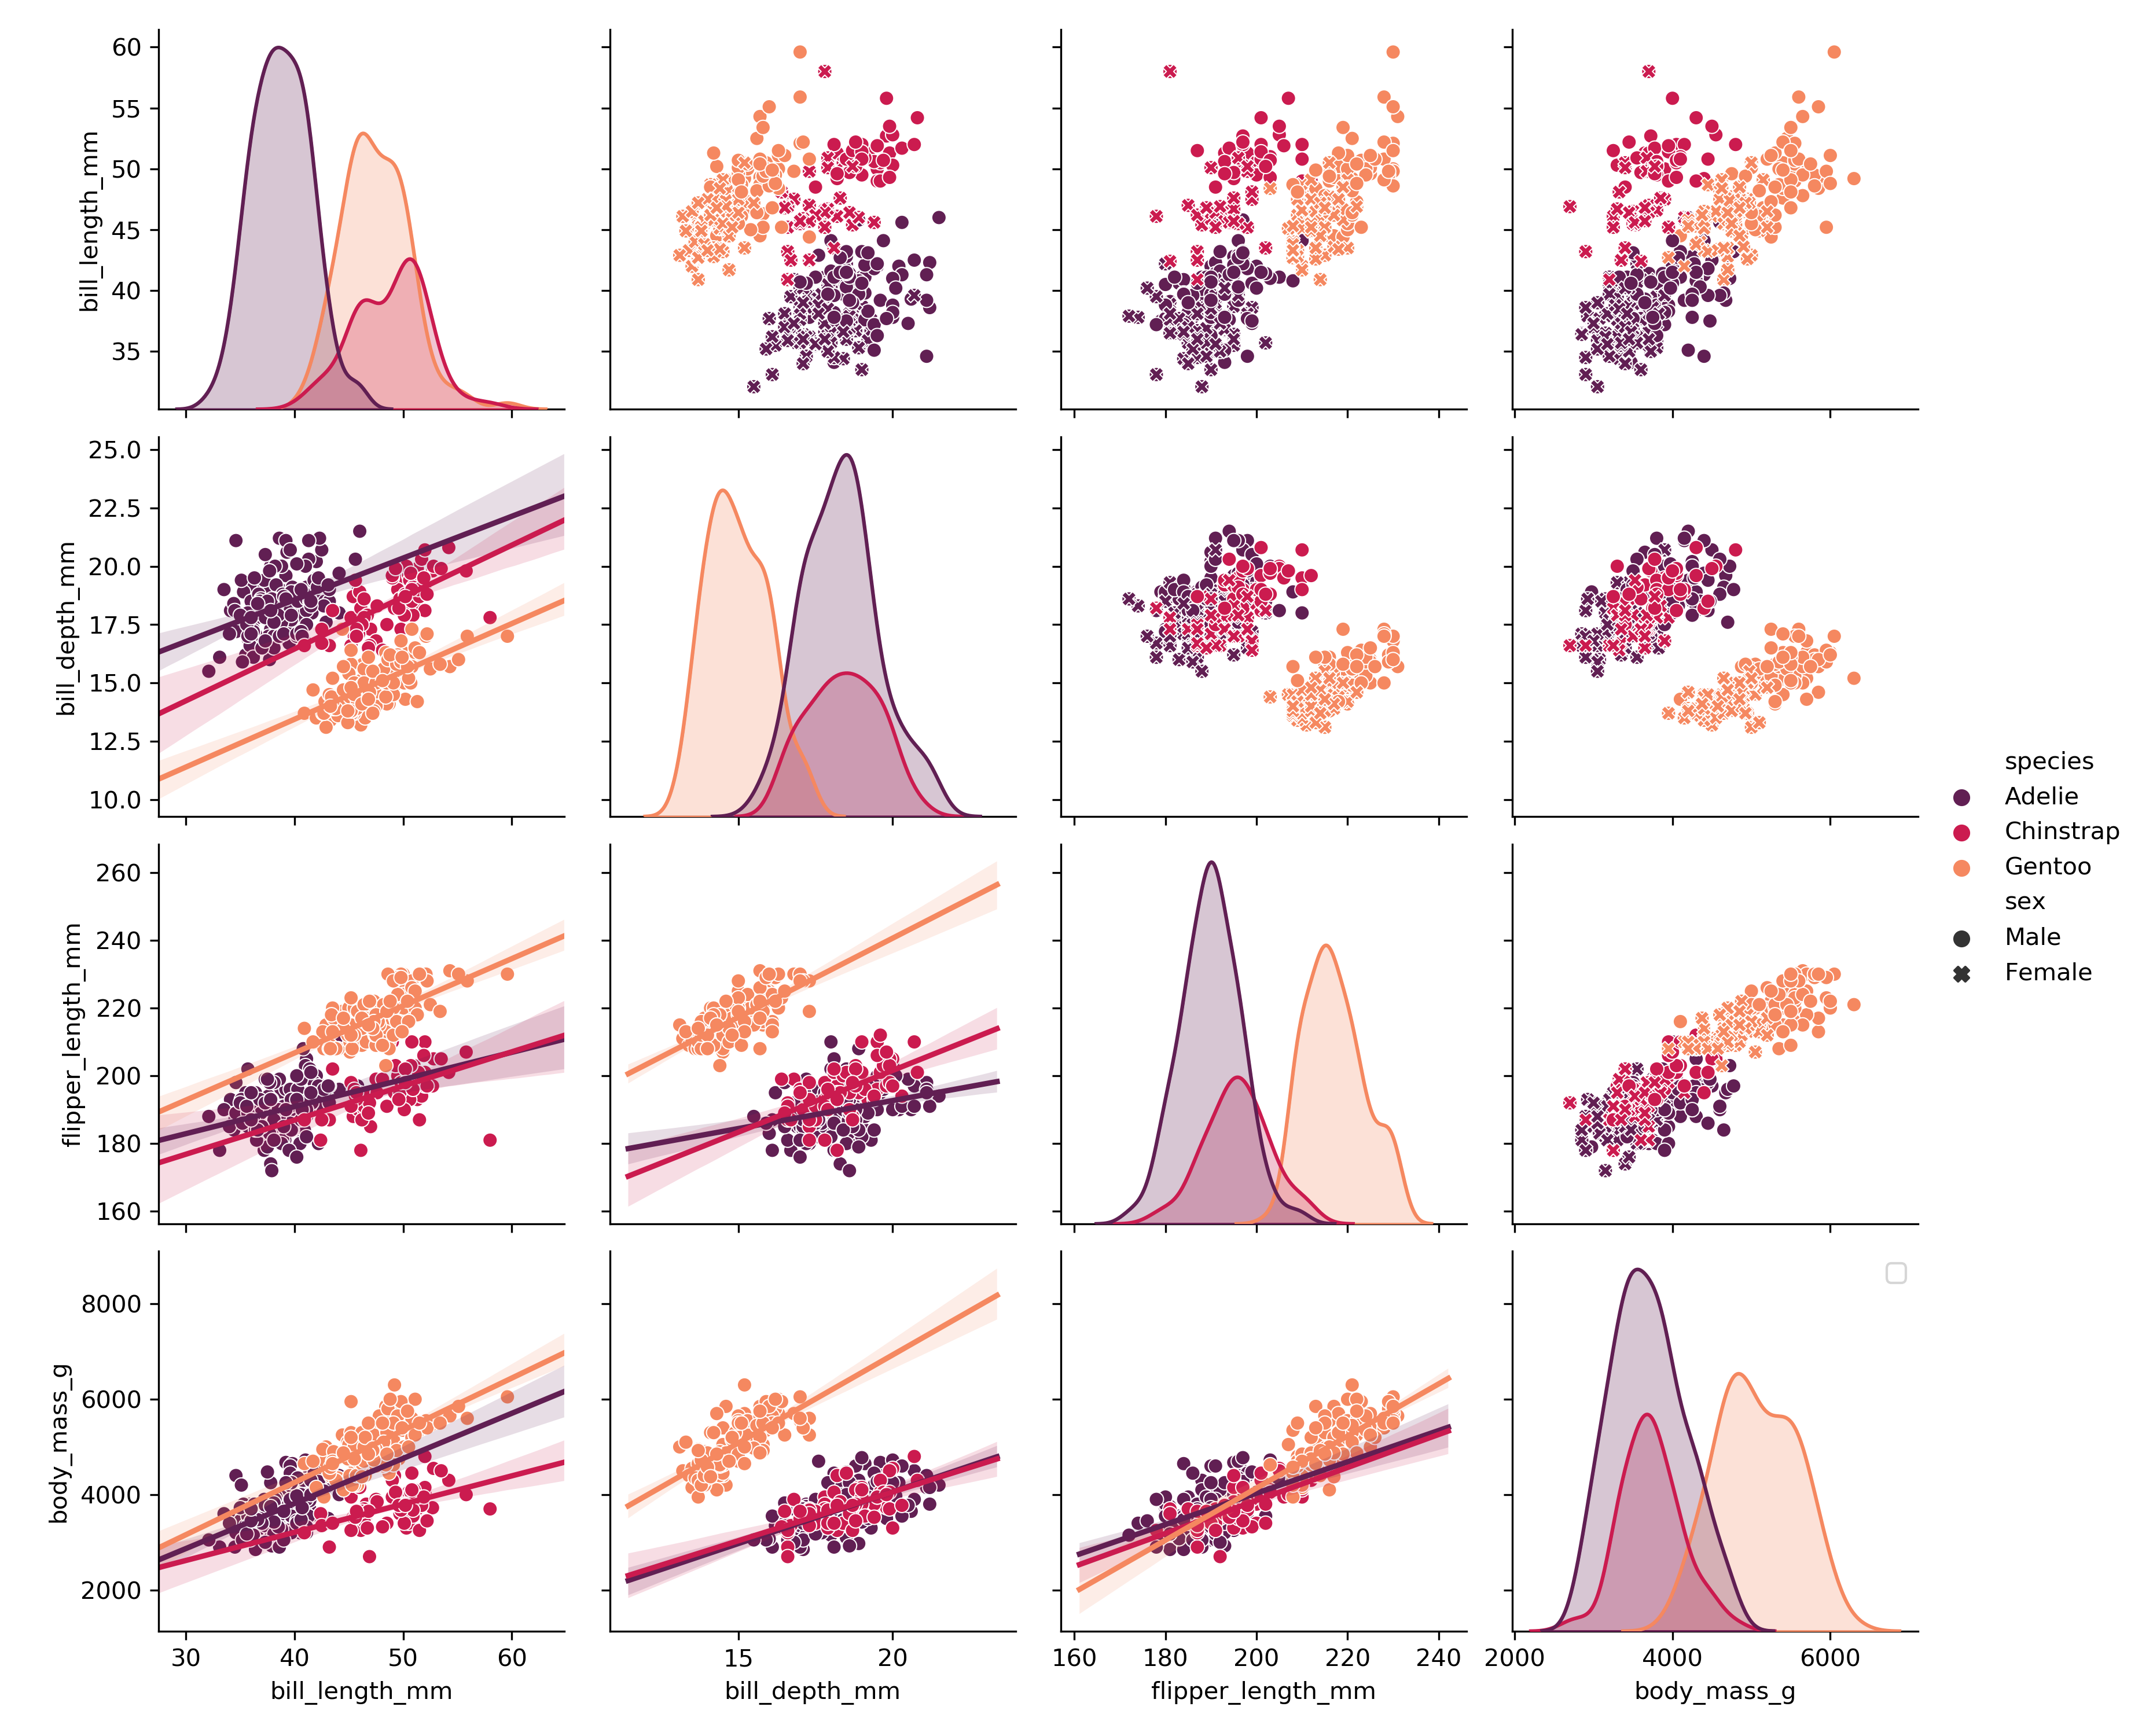 60
55
50
45
40
35
bill_length_mm
25.0
22.5
20.0
17.5
15.0
12.5
10.0
bill_depth_mm
260
240
220
200
180
160
flipper_length_mm
8000
6000
4000
2000
body_mass_g
30 40 50 60
bill_length_mm
15 20
bill_depth_mm
160 180 200 220 240
flipper_length_mm
2000 4000 6000
body_mass_g
species
Adelie
Chinstrap
Gentoo
sex
Male
Female